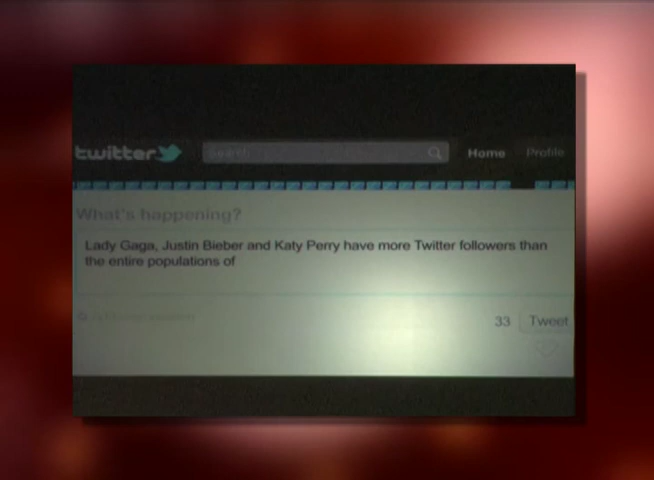 twitter
Search
Home
Profile
What's happening?
Lady Gaga, Justin Bieber and Katy Perry have more Twitter followers than
the entire populations of
33
Tweet